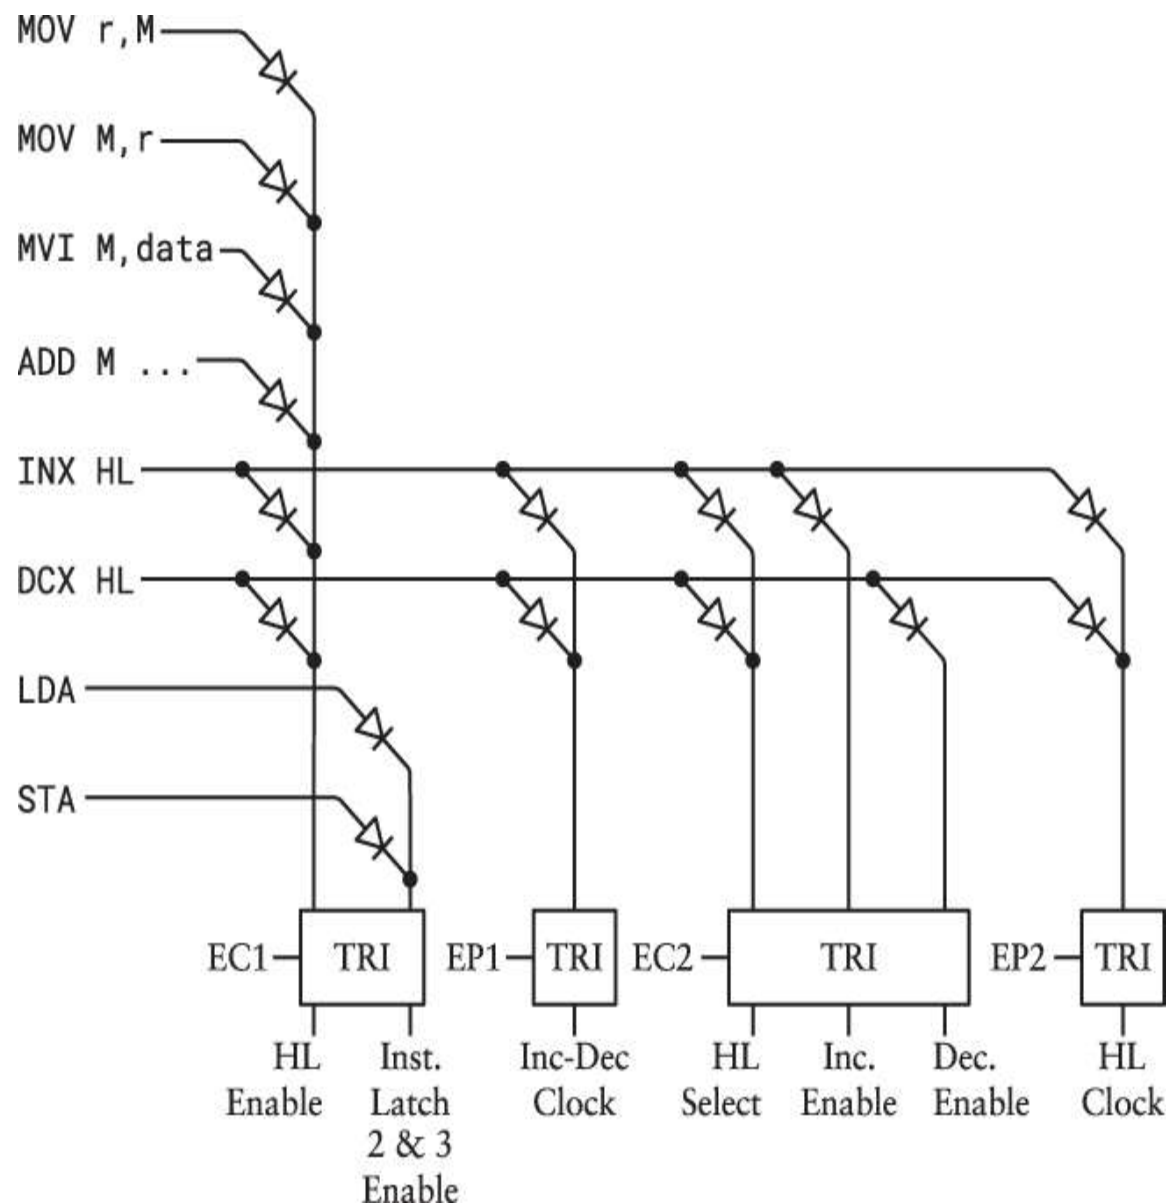 MOV r,M
MOV M,r
MVI M,data
ADD M ...
INX HL
DCX HL
LDA
STA
EC1 TRI EP1 TRI EC2 TRI EP2 TRI
HL Inst. Inc-Dec HL Inc. Dec. HL
Enable Latch Clock Select Enable Enable Clock
2 & 3
Enable